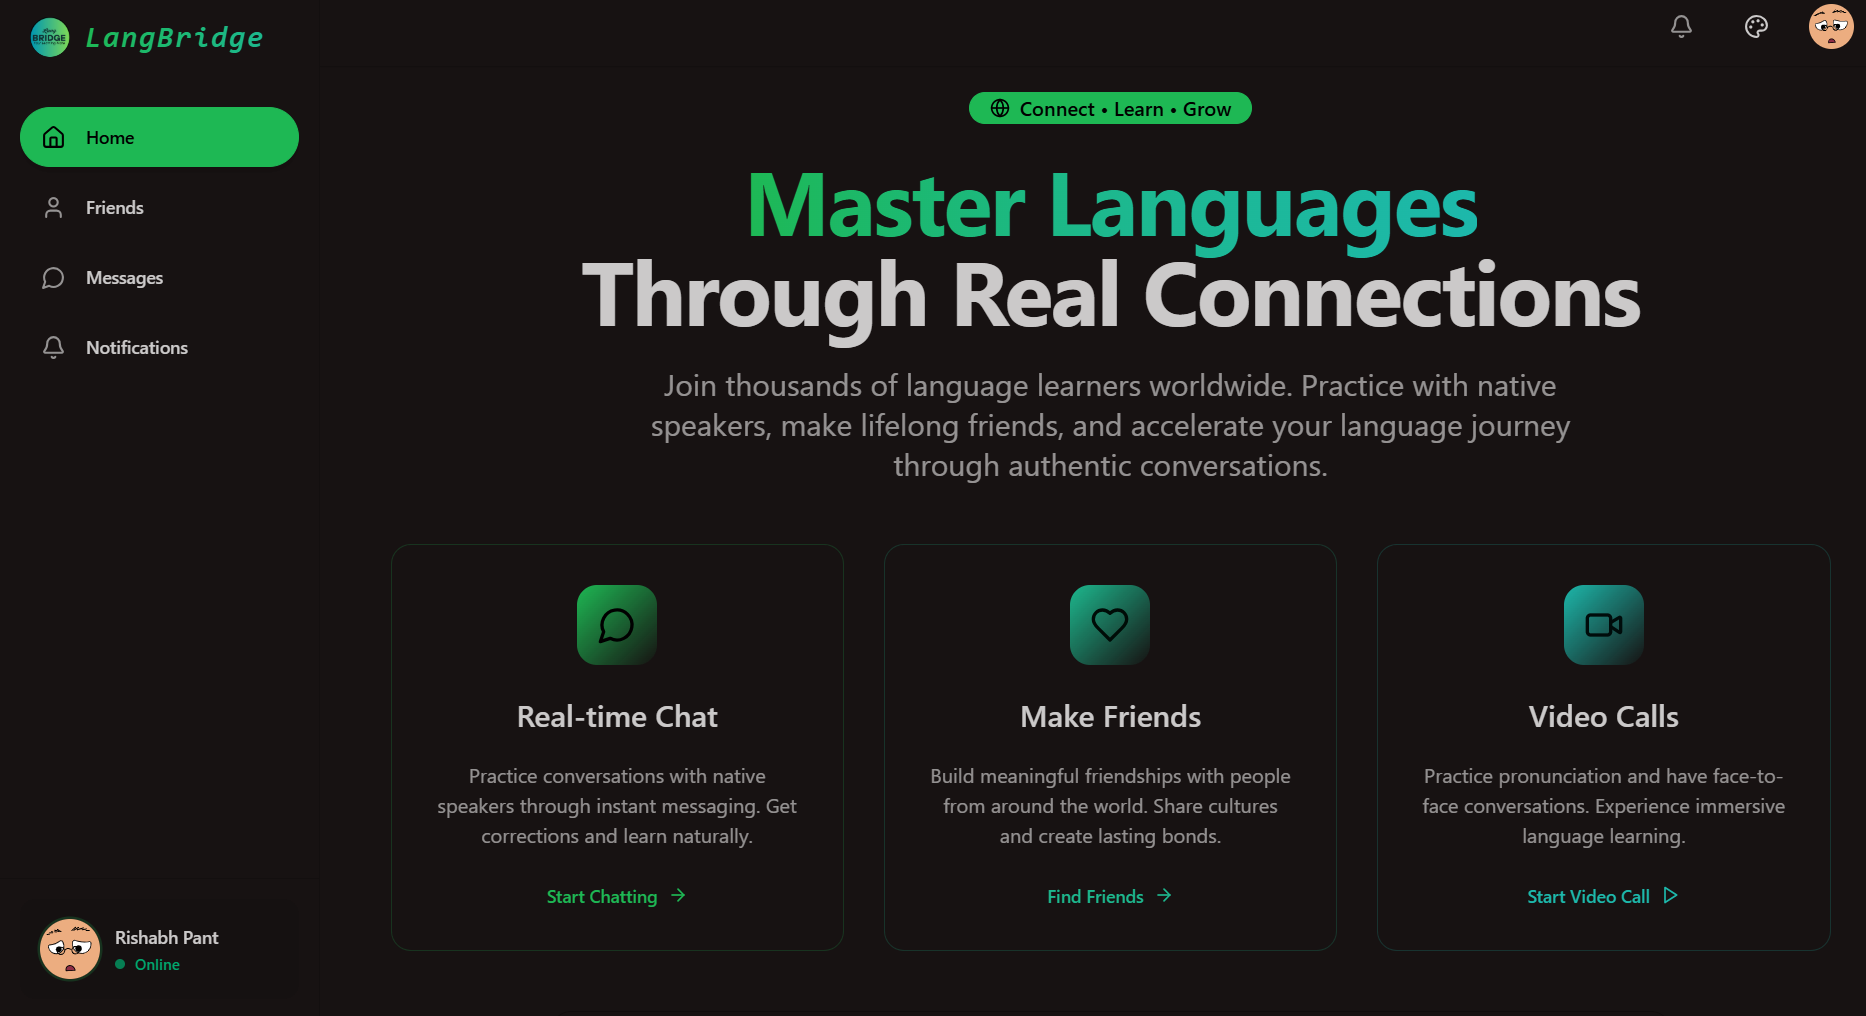 BRIDGE
LangBridge
Home
Friends
Messages
Notifications
Rishabh Pant
Online
Connect • Learn • Grow
Master Languages
Through Real Connections
Join thousands of language learners worldwide. Practice with native
speakers, make lifelong friends, and accelerate your language journey
through authentic conversations.
Real-time Chat
Practice conversations with native
speakers through instant messaging. Get
corrections and learn naturally.
Start Chatting
Make Friends
Build meaningful friendships with people
from around the world. Share cultures
and create lasting bonds.
Find Friends
Video Calls
Practice pronunciation and have face-to-
face conversations. Experience immersive
language learning.
Start Video Call